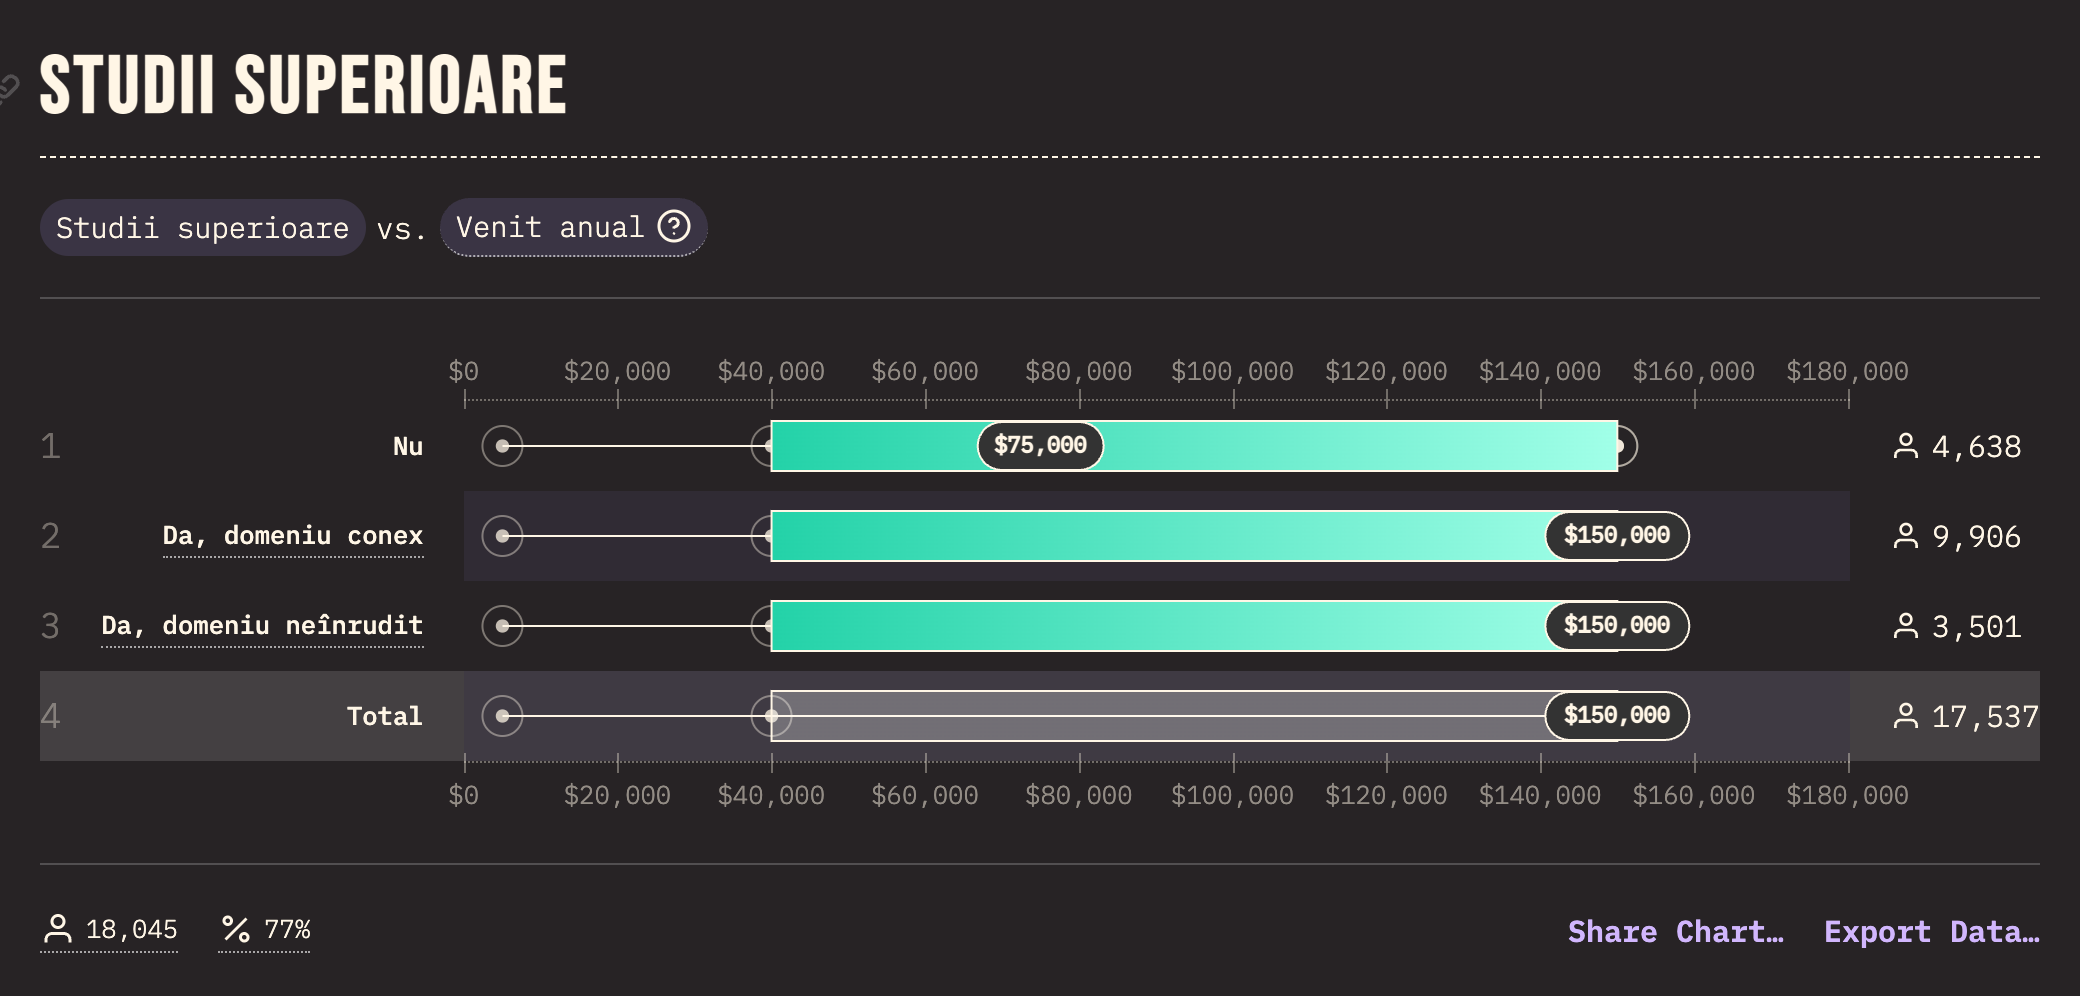 STUDII SUPERIOARE
Studii superioare vs. Venit anual ?
$0 $20,000 $40,000 $60,000 $80,000 $100,000 $120,000 $140,000 $160,000 $180,000
1 Nu $75,000 4,638
2 Da, domeniu conex $150,000 9,906
3 Da, domeniu neînrudit $150,000 3,501
4 Total $150,000 17,537
$0 $20,000 $40,000 $60,000 $80,000 $100,000 $120,000 $140,000 $160,000 $180,000
18,045 % 77% Share Chart… Export Data…